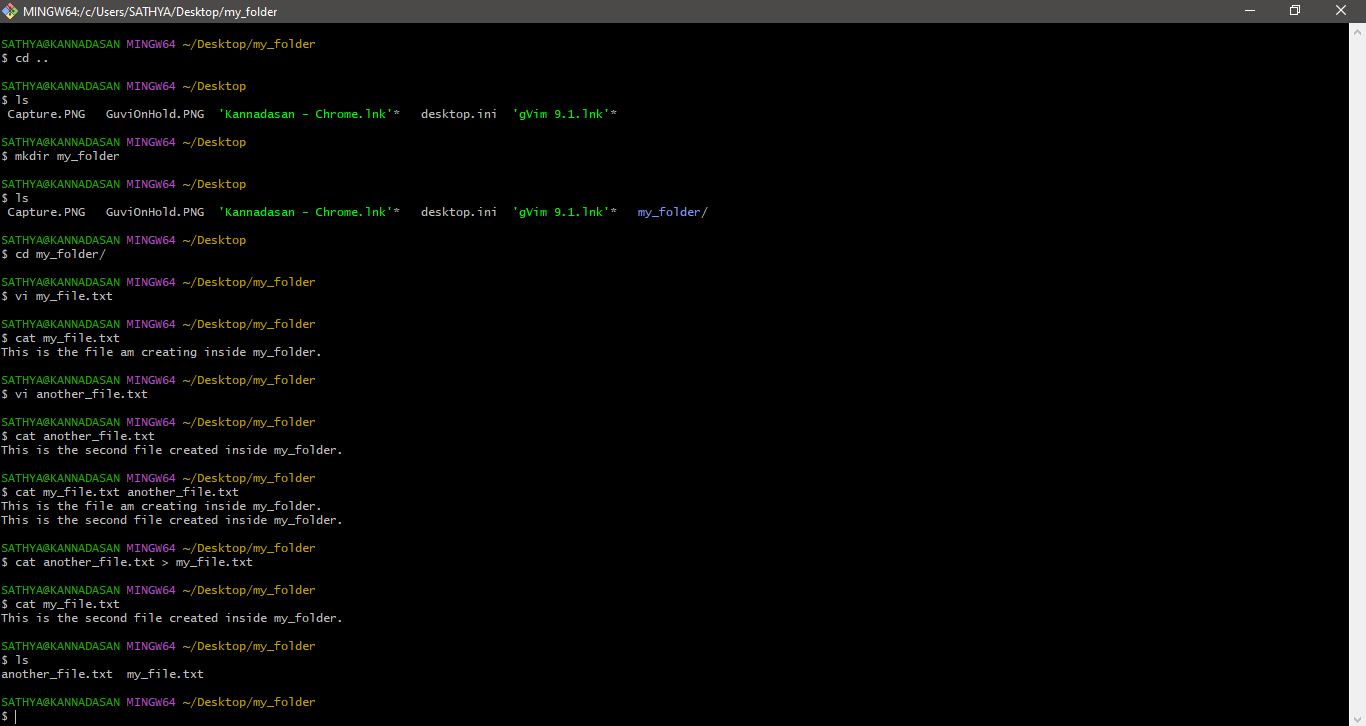 MINGW64:/c/Users/SATHYA/Desktop/my_folder
SATHYA@KANNADASAN MINGW64 ~/Desktop/my_folder
$ cd ..
SATHYA@KANNADASAN MINGW64 ~/Desktop
$ ls
Capture.PNG   GuviOnHold.PNG  'Kannadasan - Chrome.lnk'*   desktop.ini  'gVim 9.1.lnk'*
SATHYA@KANNADASAN MINGW64 ~/Desktop
$ mkdir my_folder
SATHYA@KANNADASAN MINGW64 ~/Desktop
$ ls
Capture.PNG   GuviOnHold.PNG  'Kannadasan - Chrome.lnk'*   desktop.ini  'gVim 9.1.lnk'*   my_folder/
SATHYA@KANNADASAN MINGW64 ~/Desktop
$ cd my_folder/
SATHYA@KANNADASAN MINGW64 ~/Desktop/my_folder
$ vi my_file.txt
SATHYA@KANNADASAN MINGW64 ~/Desktop/my_folder
$ cat my_file.txt
This is the file am creating inside my_folder.
SATHYA@KANNADASAN MINGW64 ~/Desktop/my_folder
$ vi another_file.txt
SATHYA@KANNADASAN MINGW64 ~/Desktop/my_folder
$ cat another_file.txt
This is the second file created inside my_folder.
SATHYA@KANNADASAN MINGW64 ~/Desktop/my_folder
$ cat my_file.txt another_file.txt
This is the file am creating inside my_folder.
This is the second file created inside my_folder.
SATHYA@KANNADASAN MINGW64 ~/Desktop/my_folder
$ cat another_file.txt > my_file.txt
SATHYA@KANNADASAN MINGW64 ~/Desktop/my_folder
$ cat my_file.txt
This is the second file created inside my_folder.
SATHYA@KANNADASAN MINGW64 ~/Desktop/my_folder
$ ls
another_file.txt  my_file.txt
SATHYA@KANNADASAN MINGW64 ~/Desktop/my_folder
$